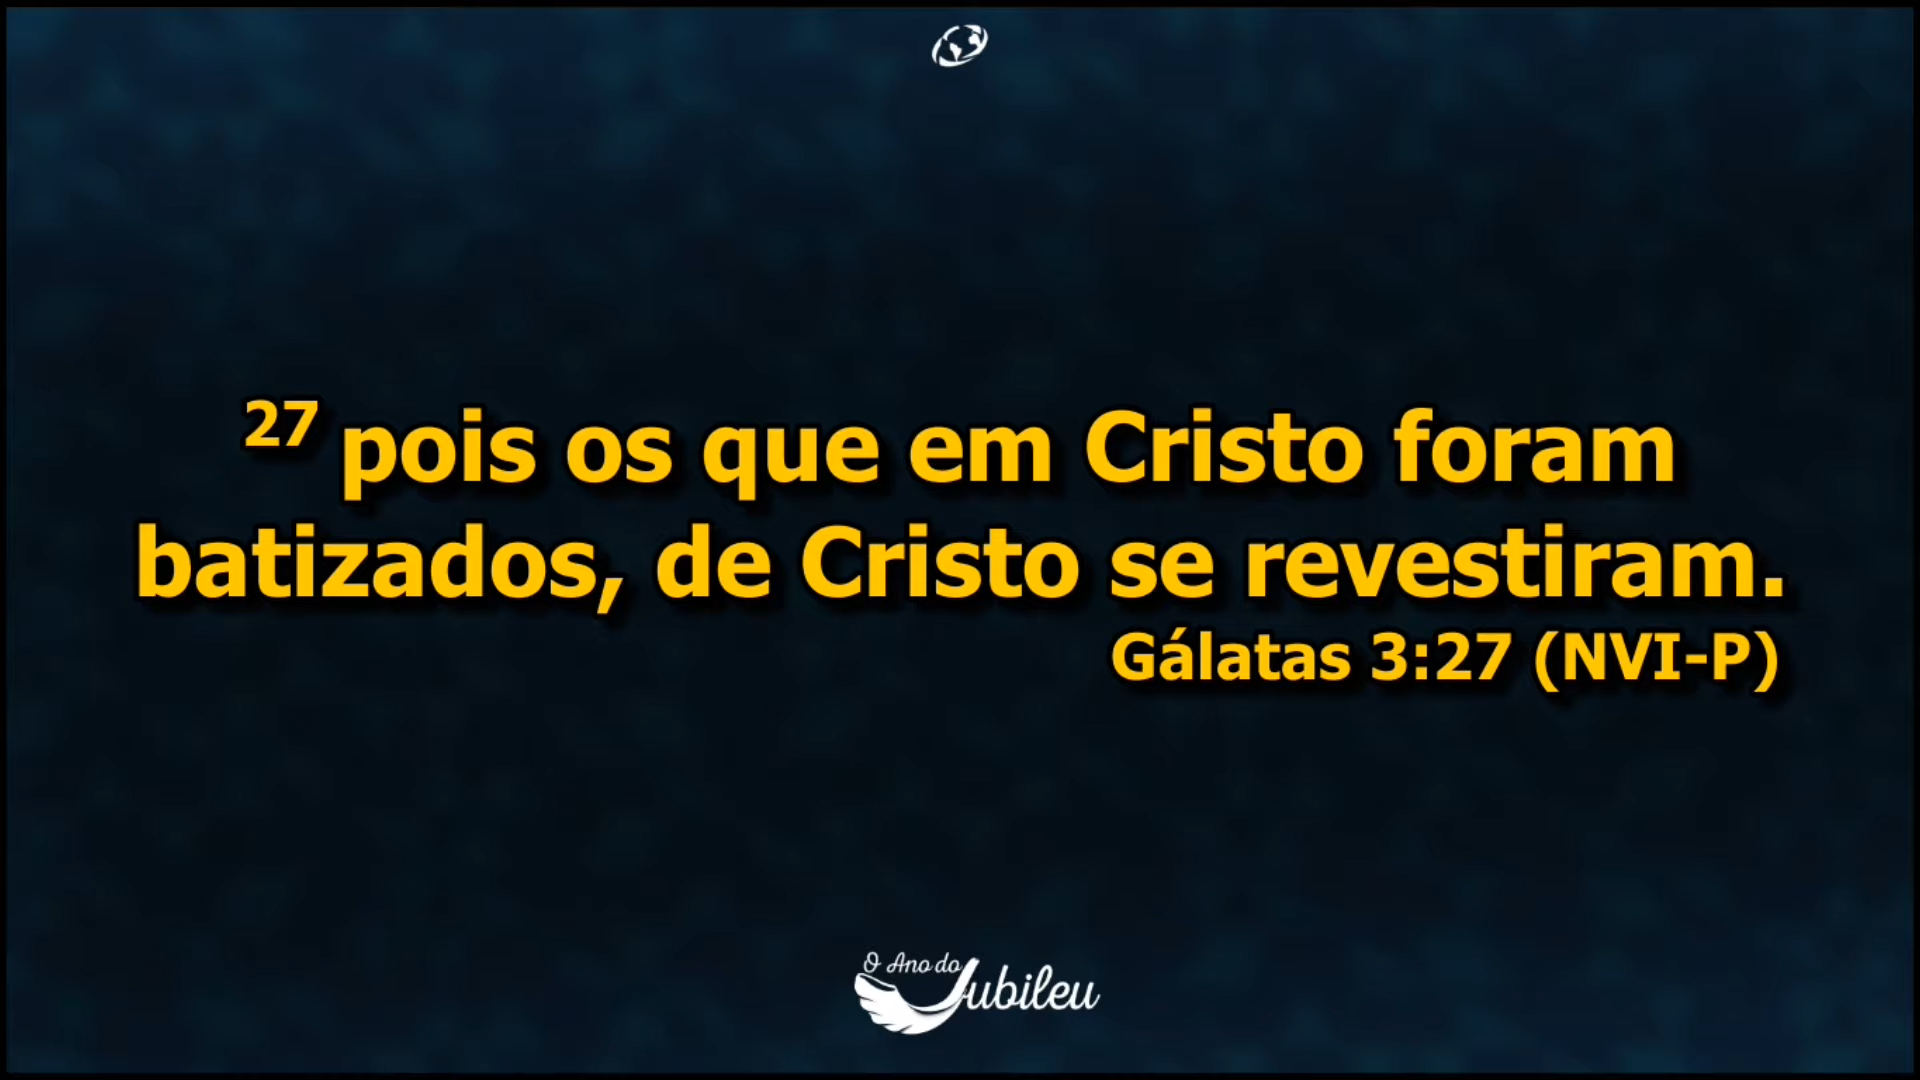 27 pois os que em Cristo foram
batizados, de Cristo se revestiram.
Gálatas 3:27 (NVI-P)
O Ano do
Jubileu